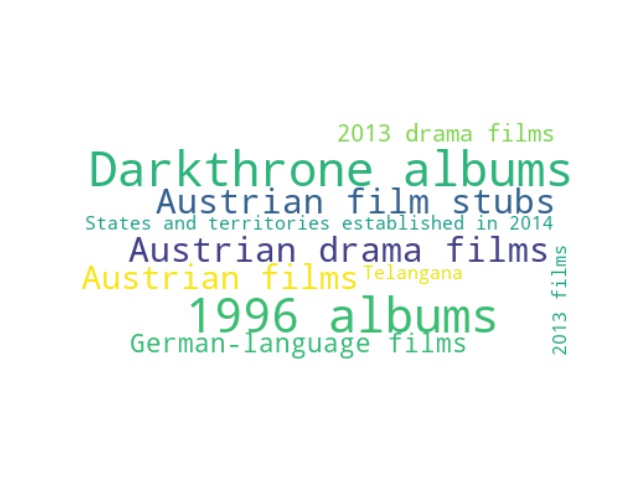 2013 drama films
Darkthrone albums
Austrian film stubs
States and territories established in 2014
Austrian drama films
Austrian films
Telangana
2013 films
1996 albums
German-language films